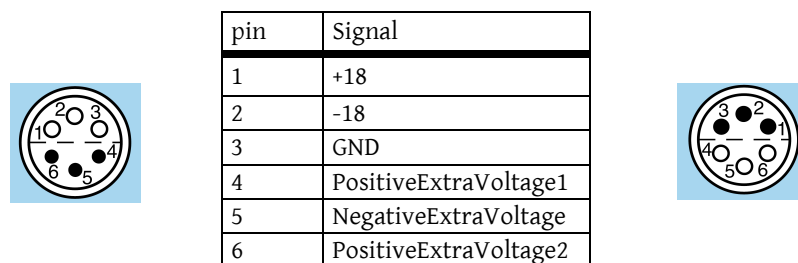 pin Signal
1 +18
2 -18
3 GND
4 PositiveExtraVoltage1
5 NegativeExtraVoltage
6 PositiveExtraVoltage2
2 3
1
4
6 5
3 2
1
4
5 6